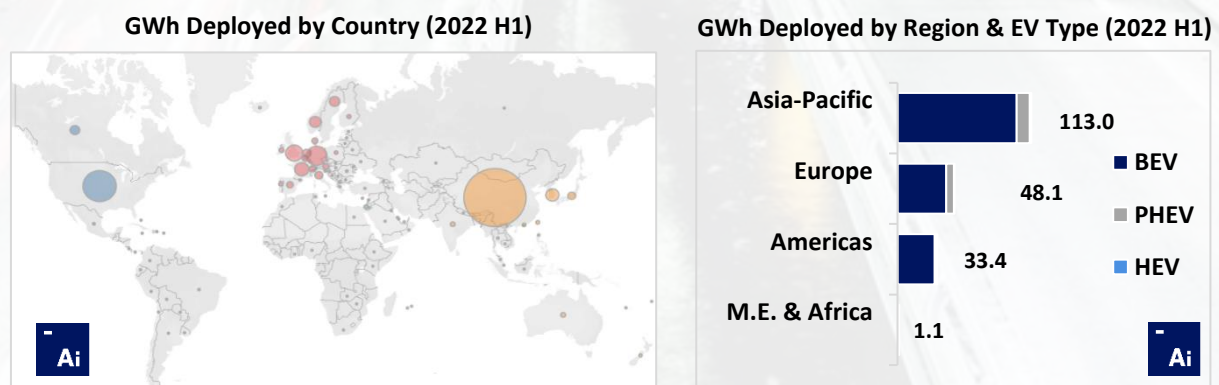 GWh Deployed by Country (2022 H1)
Ai
GWh Deployed by Region & EV Type (2022 H1)
Asia-Pacific
113.0
Europe
48.1
Americas
33.4
M.E. & Africa
1.1
BEV
PHEV
HEV
Ai